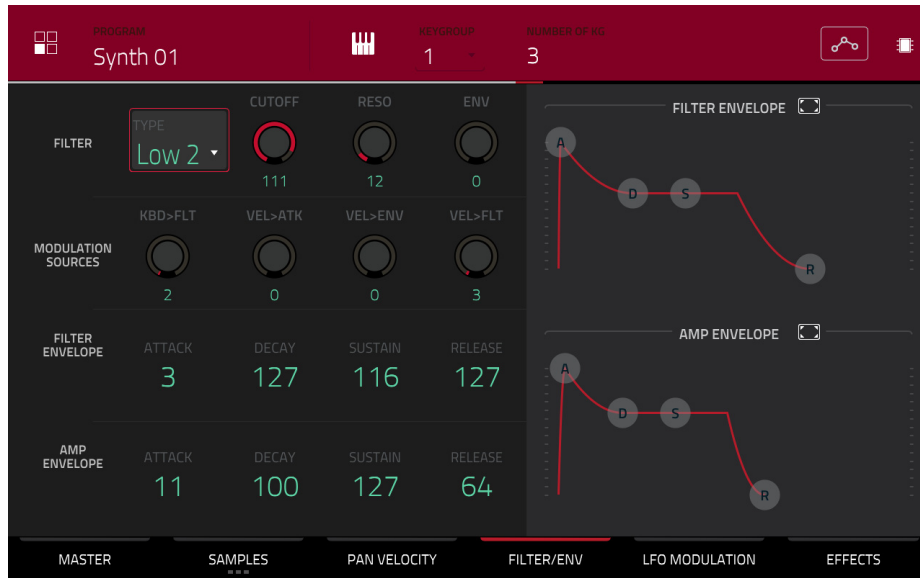 PROGRAM KEYGROUP NUMBER OF KG
Synth 01 1 3
CUTOFF RESO ENV
FILTER TYPE Low 2
111 12 0
KBD>FLT VEL>ATK VEL>ENV VEL>FLT
MODULATION
SOURCES
2 0 0 3
FILTER
ENVELOPE
ATTACK DECAY SUSTAIN RELEASE
3 127 116 127
AMP
ENVELOPE
ATTACK DECAY SUSTAIN RELEASE
11 100 127 64
FILTER ENVELOPE
A
D S
R
AMP ENVELOPE
A
D S
R
MASTER SAMPLES PAN VELOCITY FILTER/ENV LFO MODULATION EFFECTS